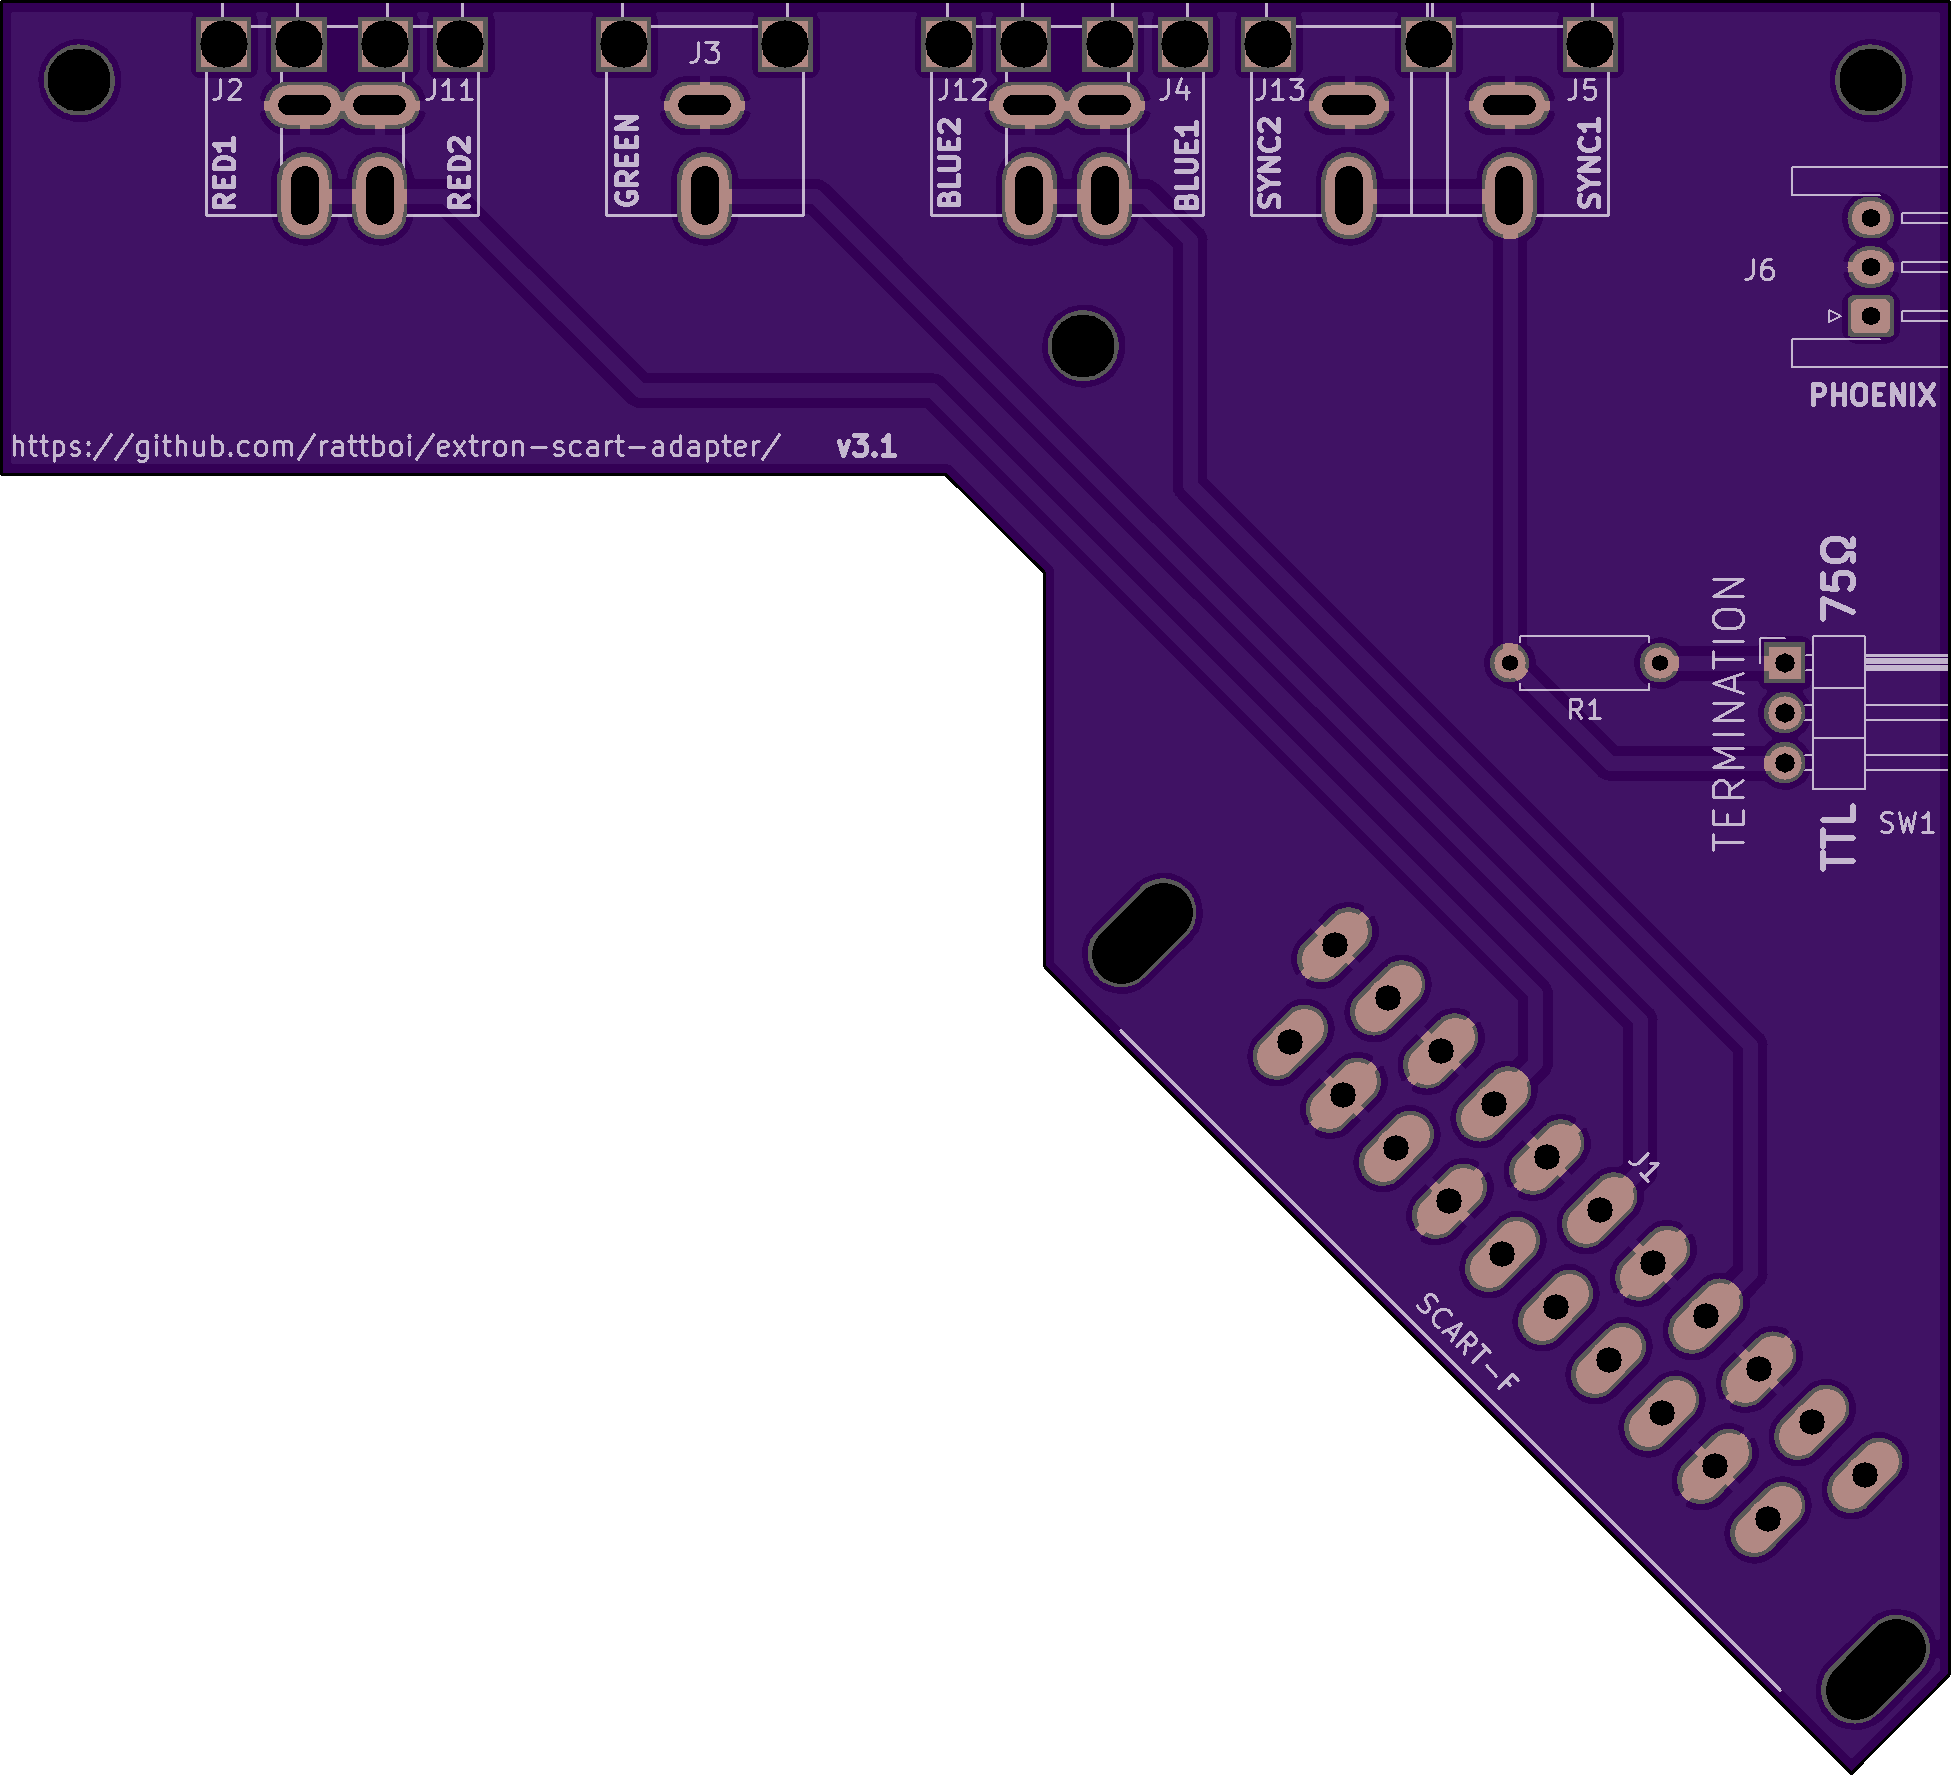 J2
J11
J3
J12
J4
J13
J5
RED1
RED2
GREEN
BLUE2
BLUE1
SYNC2
SYNC1
J6
PHOENIX
https://github.com/rattboi/extron-scart-adapter/ v3.1
75Ω
TERMINATION
R1
TTL
SW1
J1
SCART-F